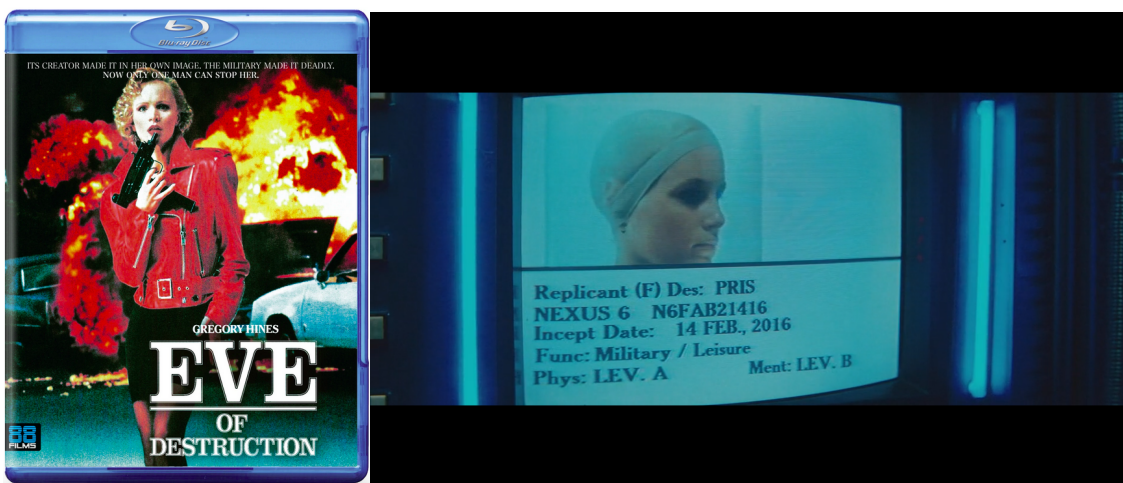 Blu-ray Disc
ITS CREATOR MADE IT IN HER OWN IMAGE. THE MILITARY MADE IT DEADLY.
NOW ONLY ONE MAN CAN STOP HER.
GREGORY HINES
EVE
OF
DESTRUCTION
88
FILMS
Replicant (F) Des: PRIS
NEXUS 6 N6FAB21416
Incept Date: 14 FEB., 2016
Func: Military / Leisure
Phys: LEV. A Ment: LEV. B